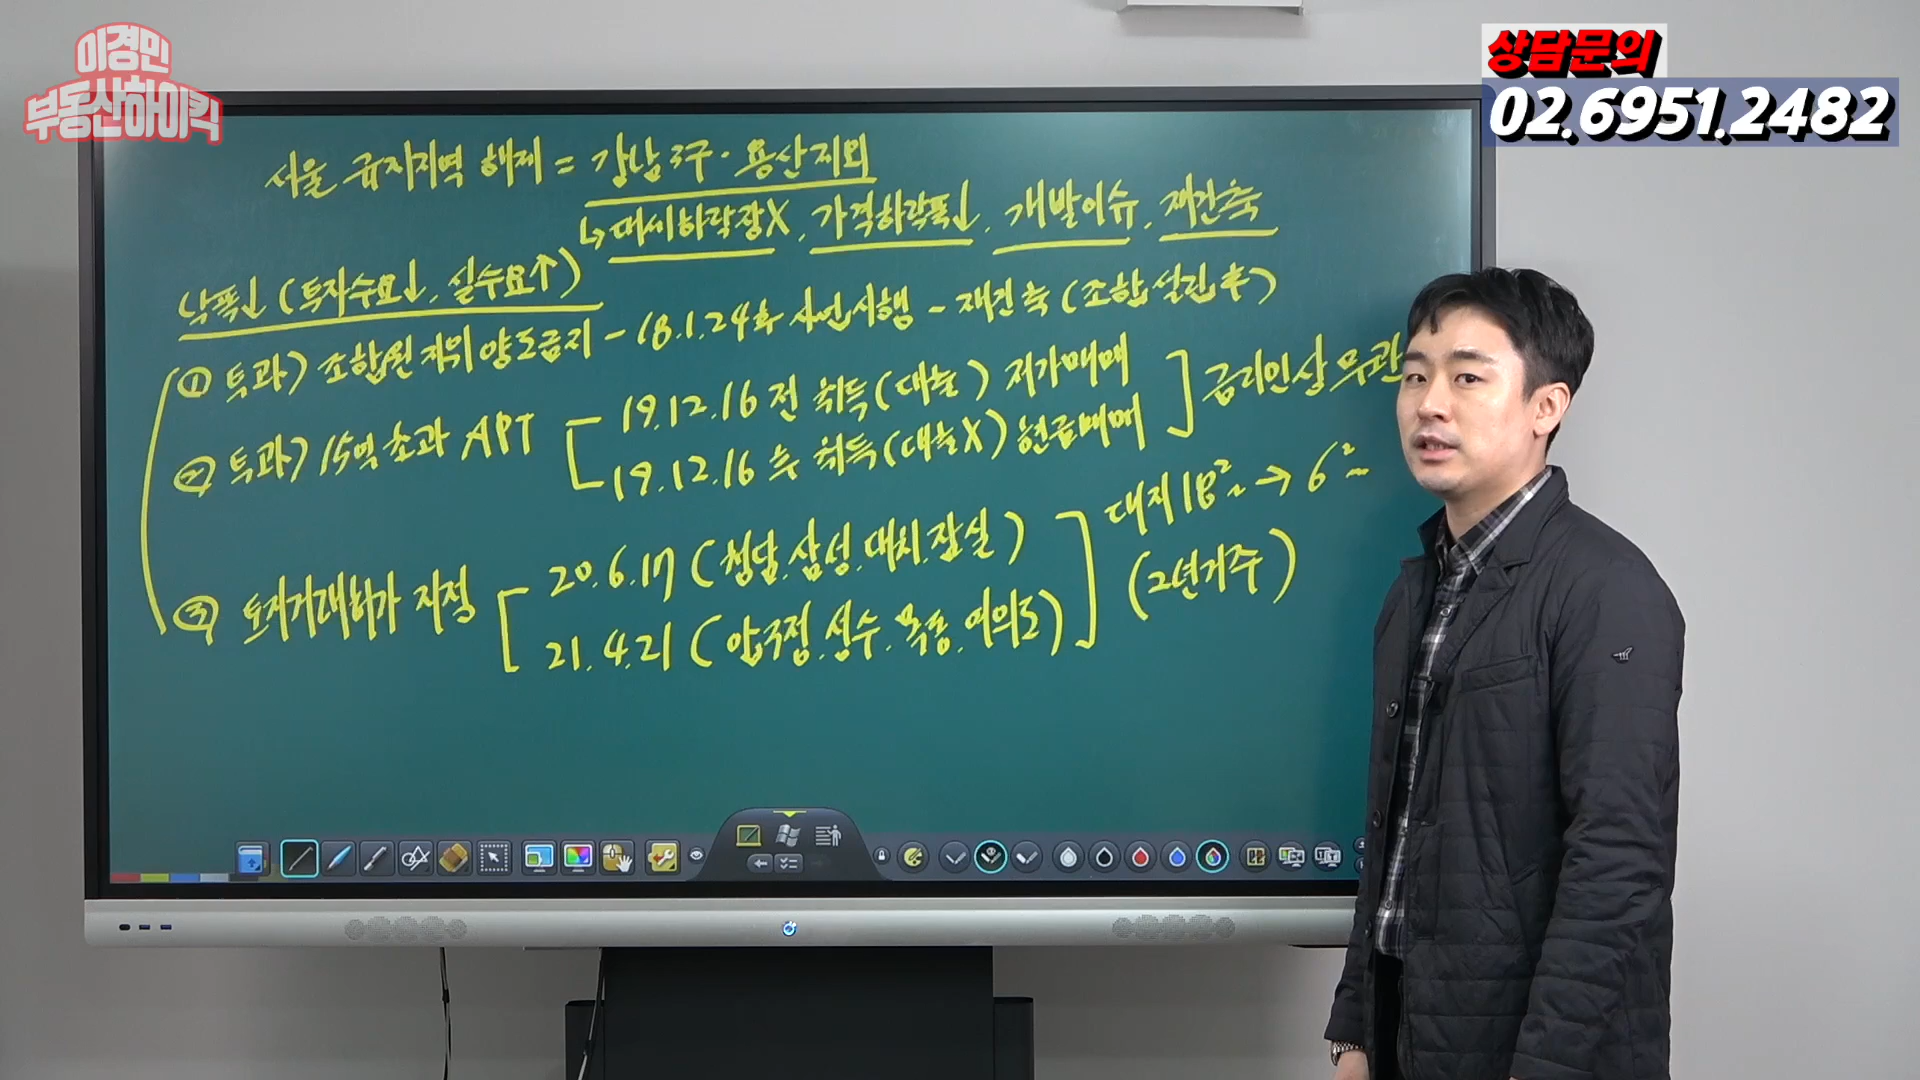 이경민
부동산하이킥
상담문의
02.6951.2482
서울 규제지역 해제 = 강남3구·용산제외
↳대세하락장X, 가격하락폭↓, 개발이슈, 재건축
낙폭↓ (투자수요↓, 실수요↑)
① 투과) 조합원 지위 양도금지 - 18.1.24후 사업시행 - 재건축 (조합설립후)
② 투과) 15억초과 APT
19.12.16 전 취득 (대출) 저가매매
19.12.16 후 취득 (대출X) 현금매매
금리인상 무관
③ 토지거래허가 지정
20.6.17 (청담.삼성.대치.잠실)
21.4.21 (압구정.성수.목동.여의도)
대지18²~ → 6²~
(2년거주)